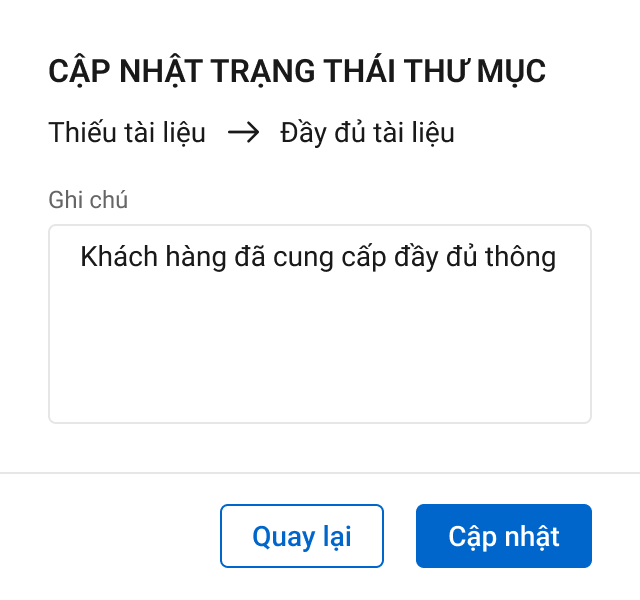 CẬP NHẬT TRẠNG THÁI THƯ MỤC
Thiếu tài liệu → Đầy đủ tài liệu
Ghi chú
Khách hàng đã cung cấp đầy đủ thông
Quay lại
Cập nhật